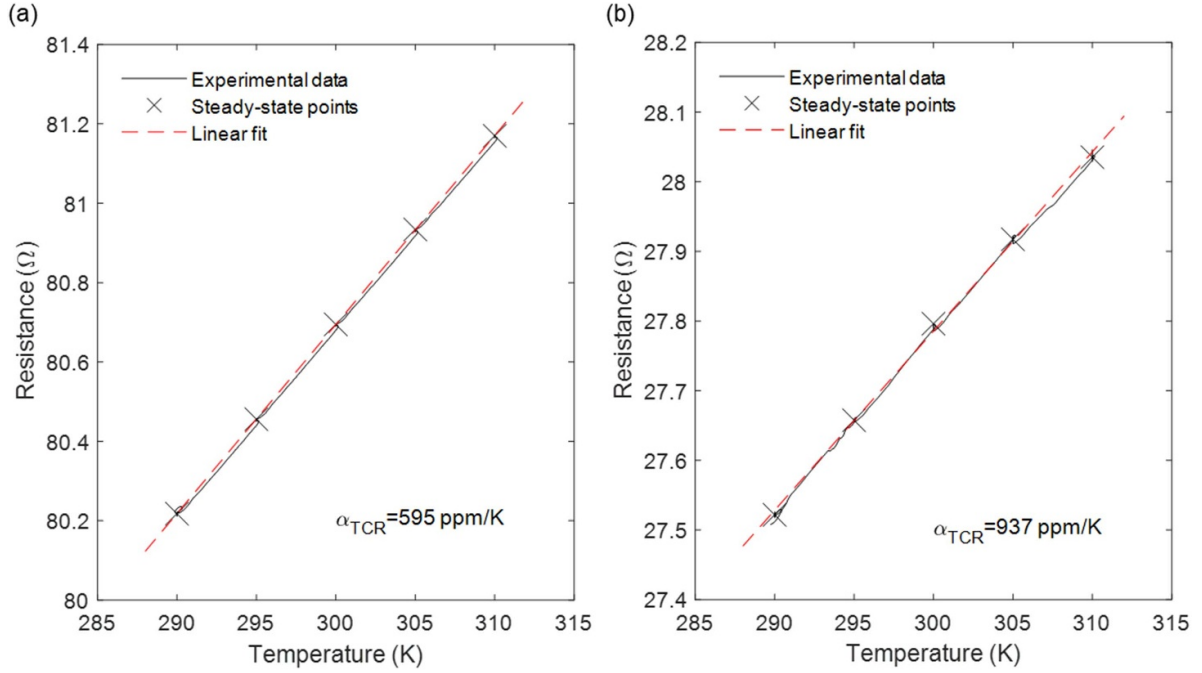 (a)
81.4
81.2
81
80.8
80.6
80.4
80.2
80
285
290
295
300
305
310
315
Resistance (Ω)
Temperature (K)
Experimental data
Steady-state points
Linear fit
αTCR=595 ppm/K
(b)
28.2
28.1
28
27.9
27.8
27.7
27.6
27.5
27.4
285
290
295
300
305
310
315
Resistance (Ω)
Temperature (K)
Experimental data
Steady-state points
Linear fit
αTCR=937 ppm/K